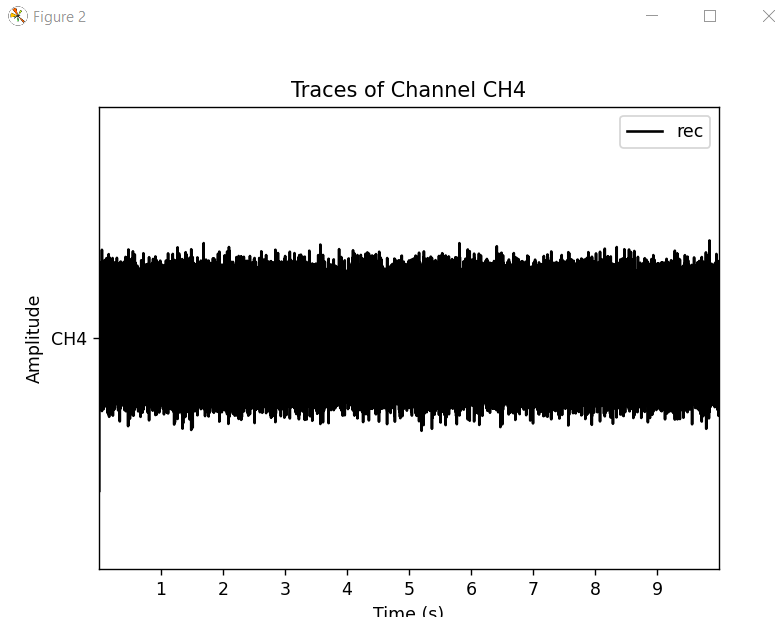 Figure 2
Traces of Channel CH4
rec
Amplitude
CH4
1 2 3 4 5 6 7 8 9
Time (s)